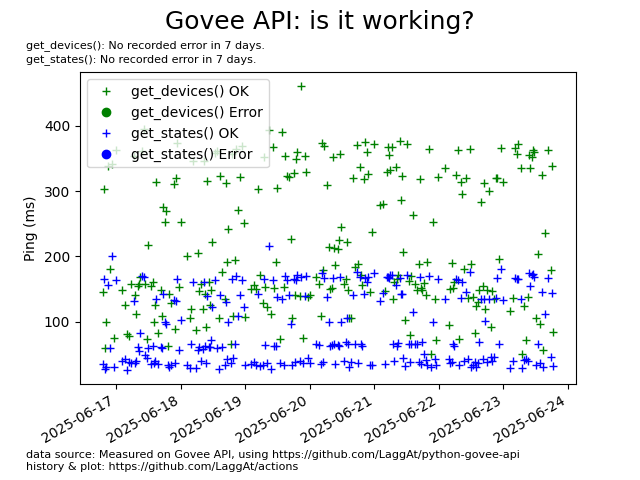 Govee API: is it working?
get_devices(): No recorded error in 7 days.
get_states(): No recorded error in 7 days.
get_devices() OK
get_devices() Error
get_states() OK
get_states() Error
Ping (ms)
400
300
200
100
2025-06-17
2025-06-18
2025-06-19
2025-06-20
2025-06-21
2025-06-22
2025-06-23
2025-06-24
data source: Measured on Govee API, using https://github.com/LaggAt/python-govee-api
history & plot: https://github.com/LaggAt/actions